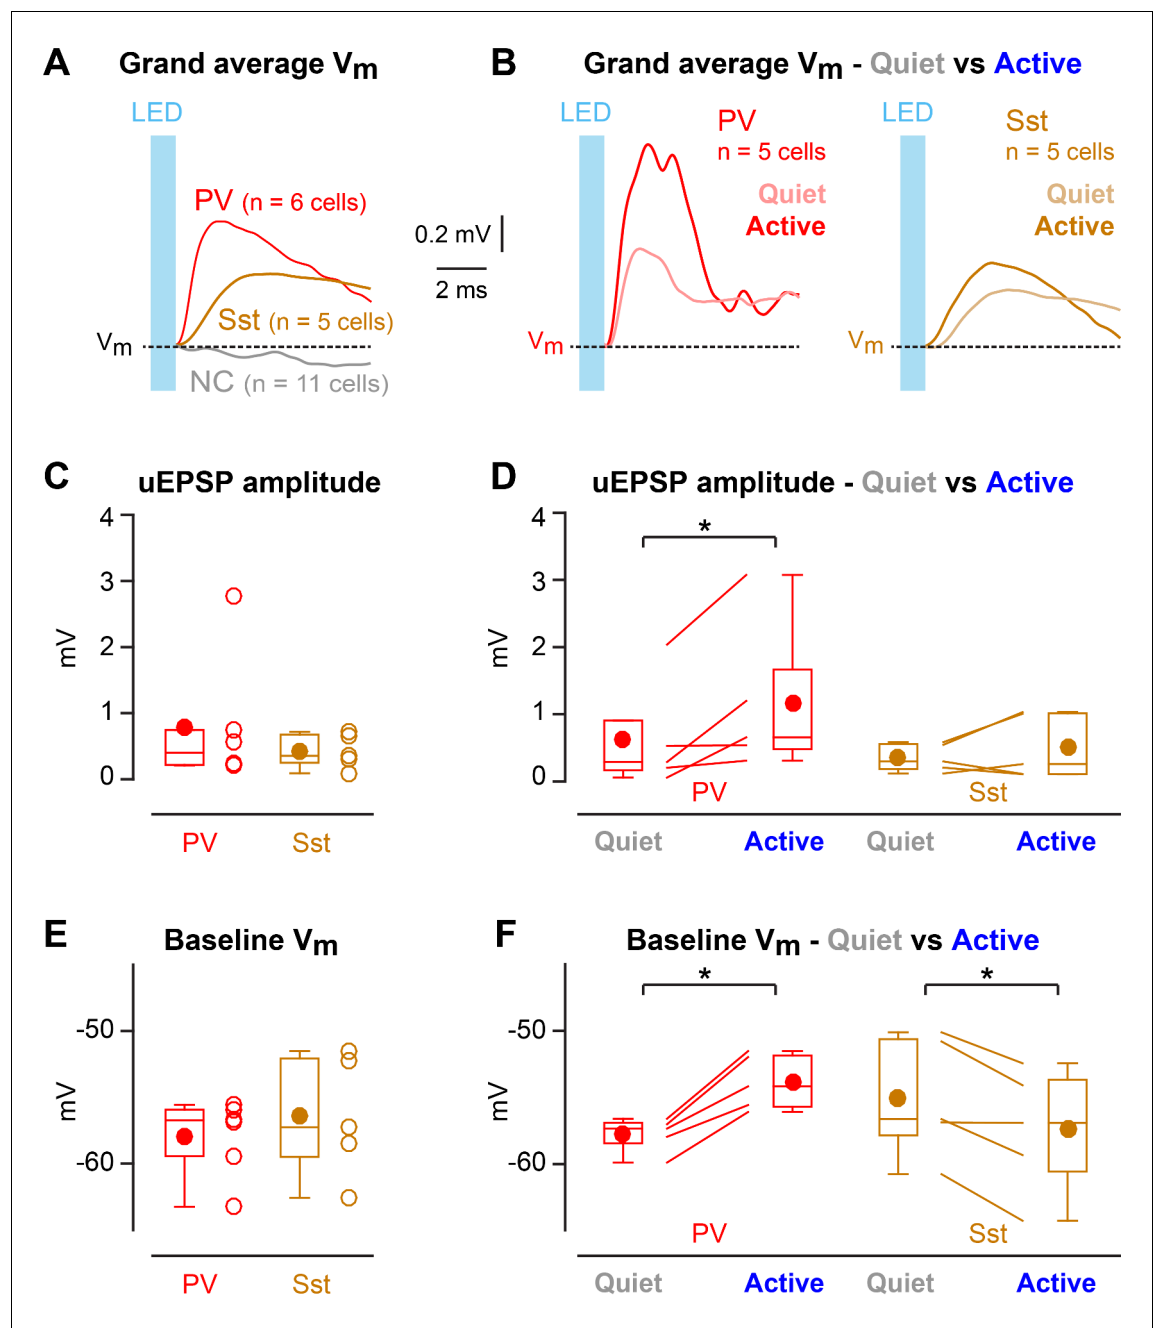 A Grand average Vm
LED
PV (n = 6 cells)
Sst (n = 5 cells)
Vm
NC (n = 11 cells)
0.2 mV
2 ms
B Grand average Vm - Quiet vs Active
LED
PV
n = 5 cells
Quiet
Active
Vm
LED
Sst
n = 5 cells
Quiet
Active
Vm
C uEPSP amplitude
mV
4
3
2
1
0
PV Sst
D uEPSP amplitude - Quiet vs Active
mV
4
3
2
1
0
*
PV Sst
Quiet Active Quiet Active
E Baseline Vm
mV
-50
-60
PV Sst
F Baseline Vm - Quiet vs Active
mV
-50
-60
* *
PV Sst
Quiet Active Quiet Active